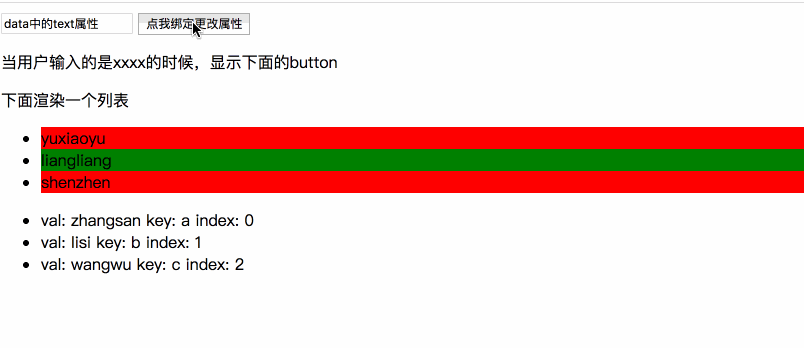 data中的text属性 点我绑定更改属性
当用户输入的是xxxx的时候，显示下面的button
下面渲染一个列表
yuxiaoyu
liangliang
shenzhen
val: zhangsan key: a index: 0
val: lisi key: b index: 1
val: wangwu key: c index: 2